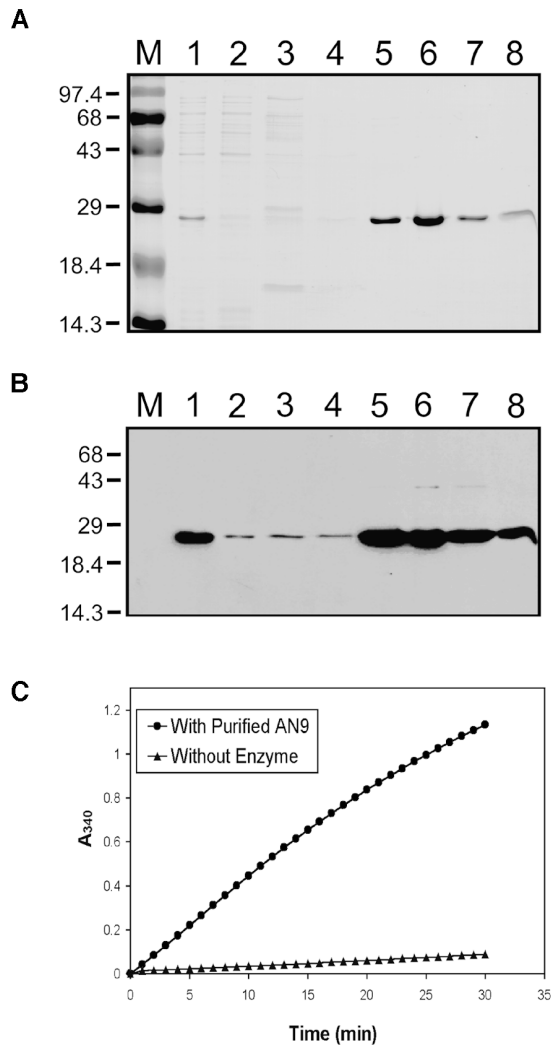 A
M 1 2 3 4 5 6 7 8
97.4
68
43
29
18.4
14.3
B
M 1 2 3 4 5 6 7 8
68
43
29
18.4
14.3
C
With Purified AN9
Without Enzyme
A340
1.2
1
0.8
0.6
0.4
0.2
0
0 5 10 15 20 25 30 35
Time (min)